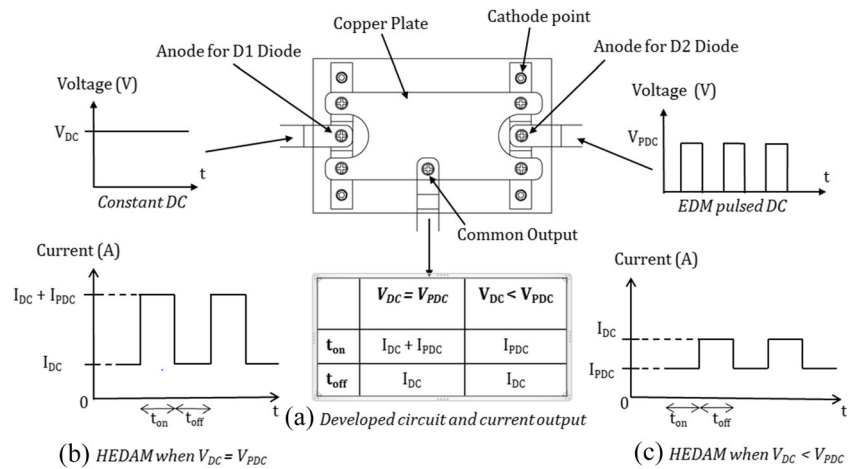 Cathode point
Copper Plate
Anode for D1 Diode
Anode for D2 Diode
Voltage (V)
V_DC
t
Constant DC
Voltage (V)
V_PDC
t
EDM pulsed DC
Common Output
Current (A)
I_DC + I_PDC
I_DC
0
t_on
t_off
t
V_DC = V_PDC
V_DC < V_PDC
t_on
I_DC + I_PDC
I_PDC
t_off
I_DC
I_DC
Current (A)
I_DC
I_PDC
0
t_on
t_off
t
(a) Developed circuit and current output
(b) HEDAM when V_DC = V_PDC
(c) HEDAM when V_DC < V_PDC